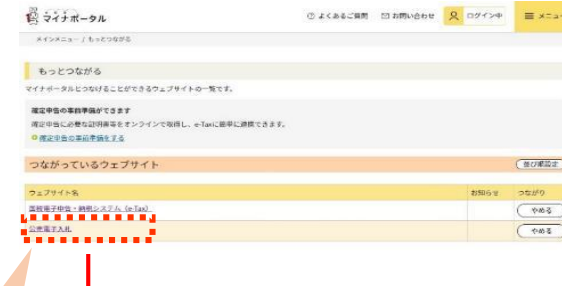 マイナポータル
よくあるご質問 お問い合わせ ログイン中 メニュー
メインメニュー / もっとつながる
もっとつながる
マイナポータルとつなげることができるウェブサイトの一覧です。
確定申告の事前準備ができます
確定申告に必要な証明書等をオンラインで取得し、e-Taxに簡単に連携できます。
確定申告の事前準備をする
つながっているウェブサイト 並び順設定
ウェブサイト名 お知らせ つながり
国税電子申告・納税システム（e-Tax） やめる
公売電子入札 やめる